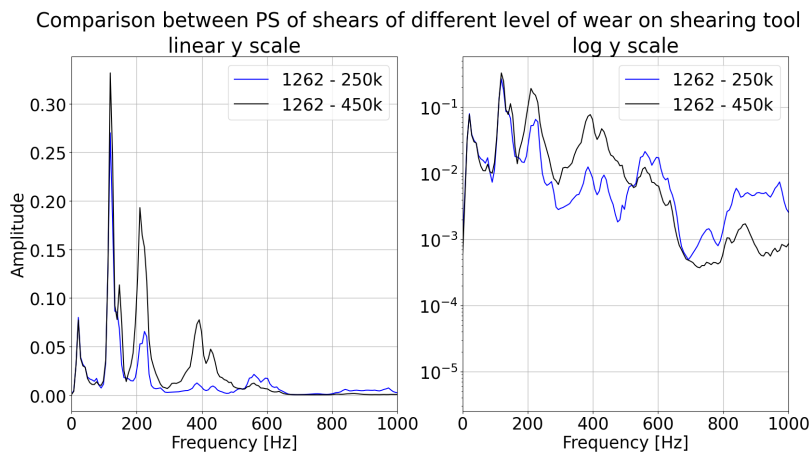 Comparison between PS of shears of different level of wear on shearing tool
linear y scale
log y scale
1262 - 250k
1262 - 450k
1262 - 250k
1262 - 450k
Amplitude
0.30
0.25
0.20
0.15
0.10
0.05
0.00
10⁻¹
10⁻²
10⁻³
10⁻⁴
10⁻⁵
0 200 400 600 800 1000
0 200 400 600 800 1000
Frequency [Hz]
Frequency [Hz]